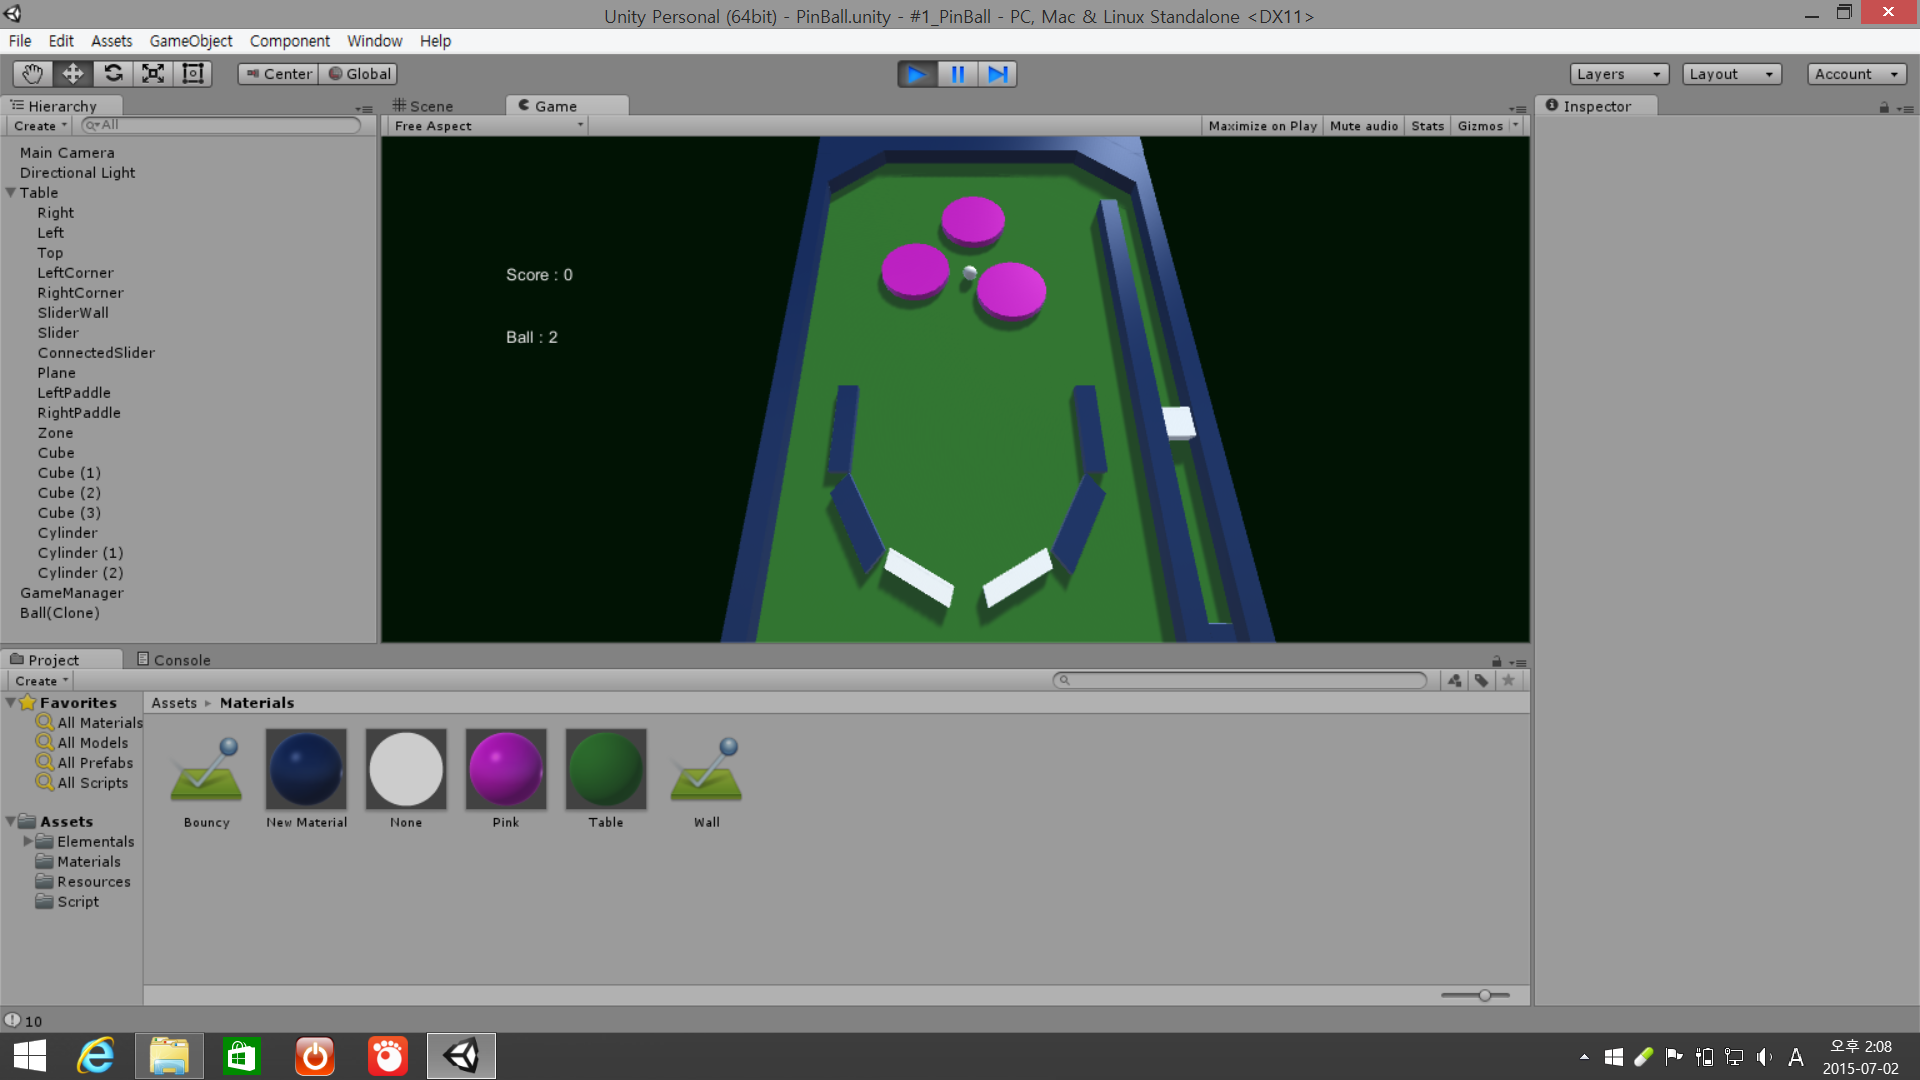 Unity Personal (64bit) - PinBall.unity - #1_PinBall - PC, Mac & Linux Standalone <DX11>
File Edit Assets GameObject Component Window Help
Center Global Layers Layout Account
Hierarchy Scene Game Inspector
Create All Free Aspect Maximize on Play Mute audio Stats Gizmos
Main Camera
Directional Light
Table
Right
Left
Top
LeftCorner
RightCorner
SliderWall
Slider
ConnectedSlider
Plane
LeftPaddle
RightPaddle
Zone
Cube
Cube (1)
Cube (2)
Cube (3)
Cylinder
Cylinder (1)
Cylinder (2)
GameManager
Ball(Clone)
Score : 0
Ball : 2
Project Console
Create
Favorites
All Materials
All Models
All Prefabs
All Scripts
Assets
Elementals
Materials
Resources
Script
Assets Materials
Bouncy New Material None Pink Table Wall
10
A 오후 2:08
2015-07-02